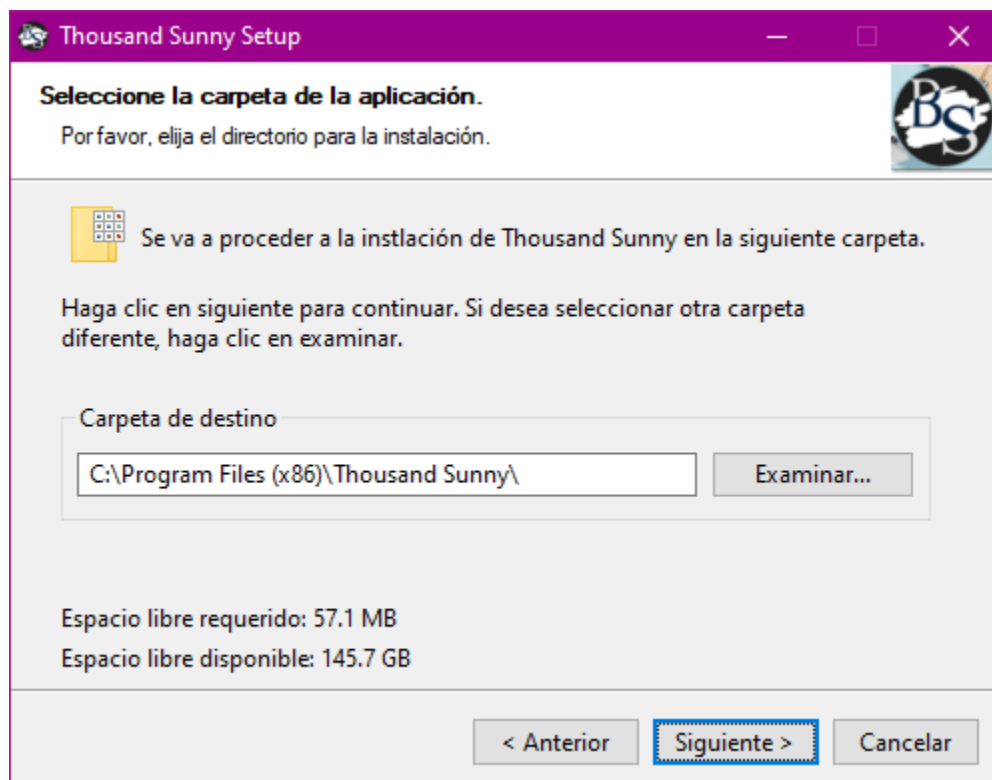 Thousand Sunny Setup
Seleccione la carpeta de la aplicación.
Por favor, elija el directorio para la instalación.
BS
Se va a proceder a la instlación de Thousand Sunny en la siguiente carpeta.
Haga clic en siguiente para continuar. Si desea seleccionar otra carpeta
diferente, haga clic en examinar.
Carpeta de destino
C:\Program Files (x86)\Thousand Sunny\
Examinar...
Espacio libre requerido: 57.1 MB
Espacio libre disponible: 145.7 GB
< Anterior
Siguiente >
Cancelar